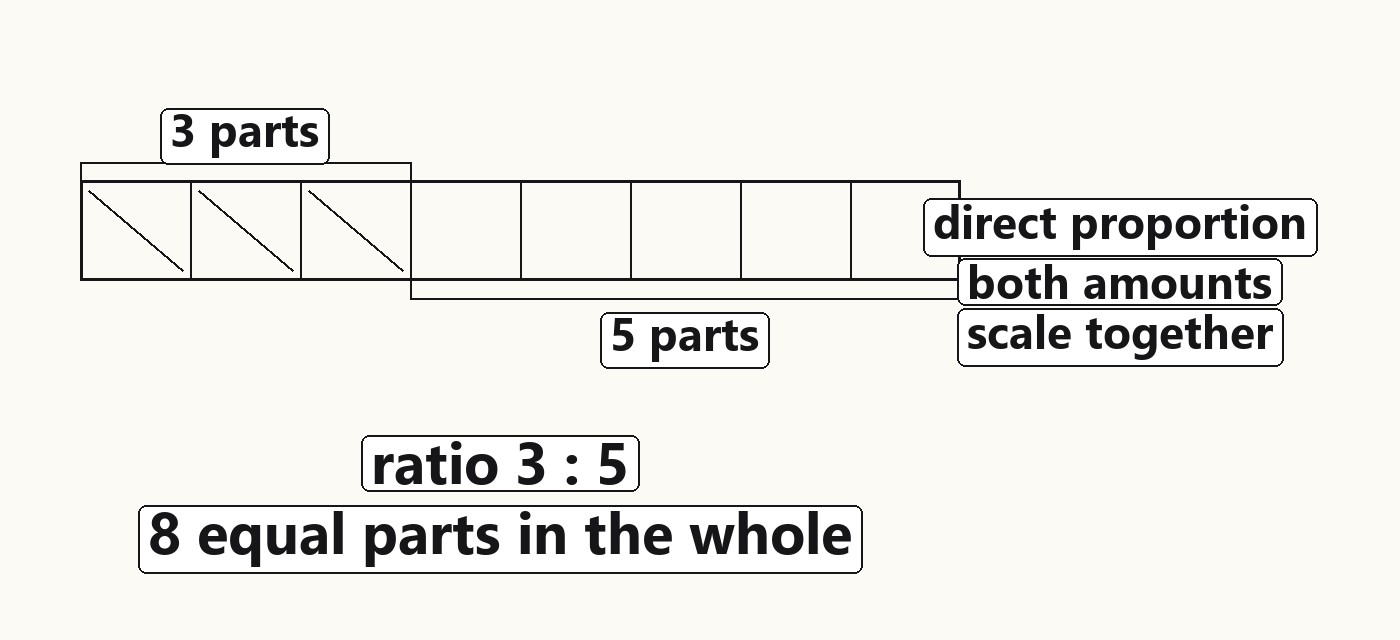 3 parts
direct proportion
both amounts
scale together
5 parts
ratio 3 : 5
8 equal parts in the whole